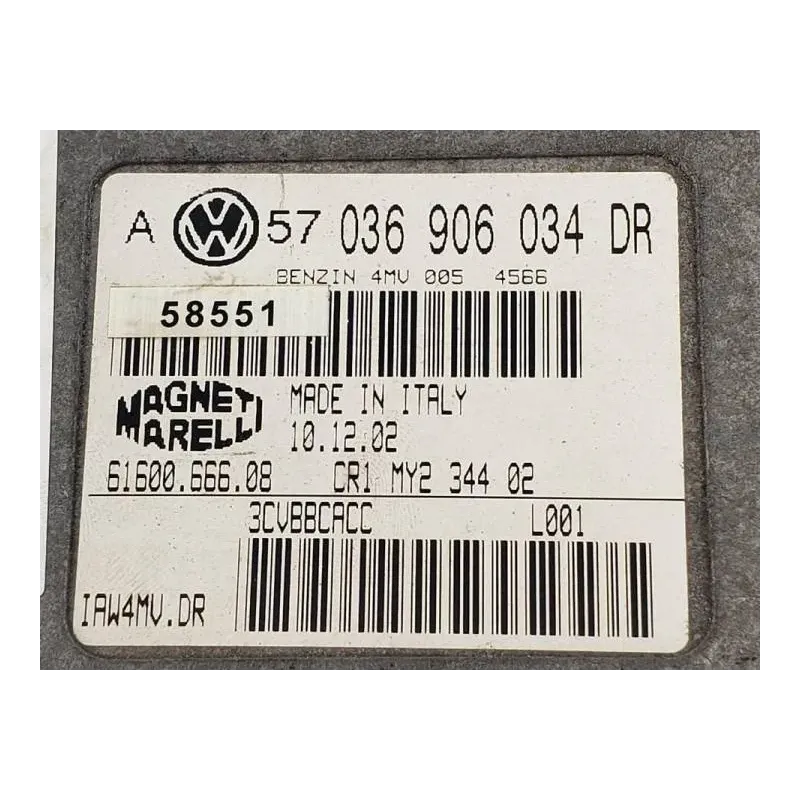 A VW 57 036 906 034 DR
BENZIN 4MV 005 4566
58551
MAGNETI
MARELLI
MADE IN ITALY
10.12.02
61600.666.08 CR1 MY2 344 02
3CVBBCACC L001
IAW4MV.DR